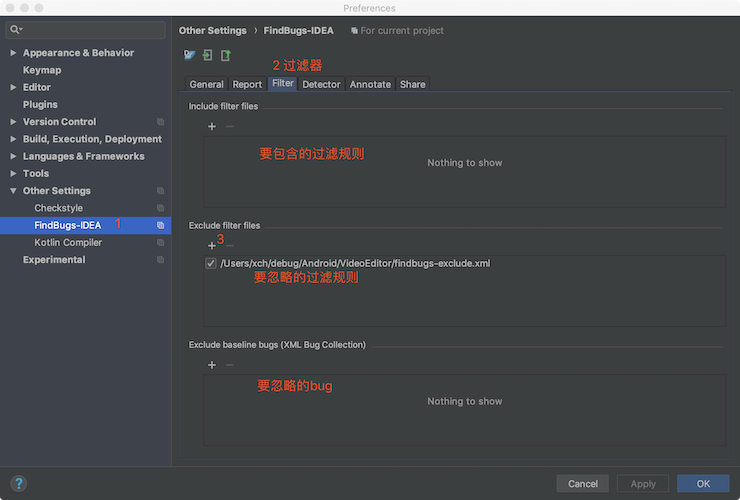 Preferences
Other Settings > FindBugs-IDEA For current project
Appearance & Behavior
Keymap
Editor
Plugins
Version Control
Build, Execution, Deployment
Languages & Frameworks
Tools
Other Settings
Checkstyle
FindBugs-IDEA 1
Kotlin Compiler
Experimental
2 过滤器
General Report Filter Detector Annotate Share
Include filter files
+ −
要包含的过滤规则
Nothing to show
Exclude filter files
3
+ −
/Users/xch/debug/Android/VideoEditor/findbugs-exclude.xml
要忽略的过滤规则
Exclude baseline bugs (XML Bug Collection)
+ −
要忽略的bug
Nothing to show
? Cancel Apply OK